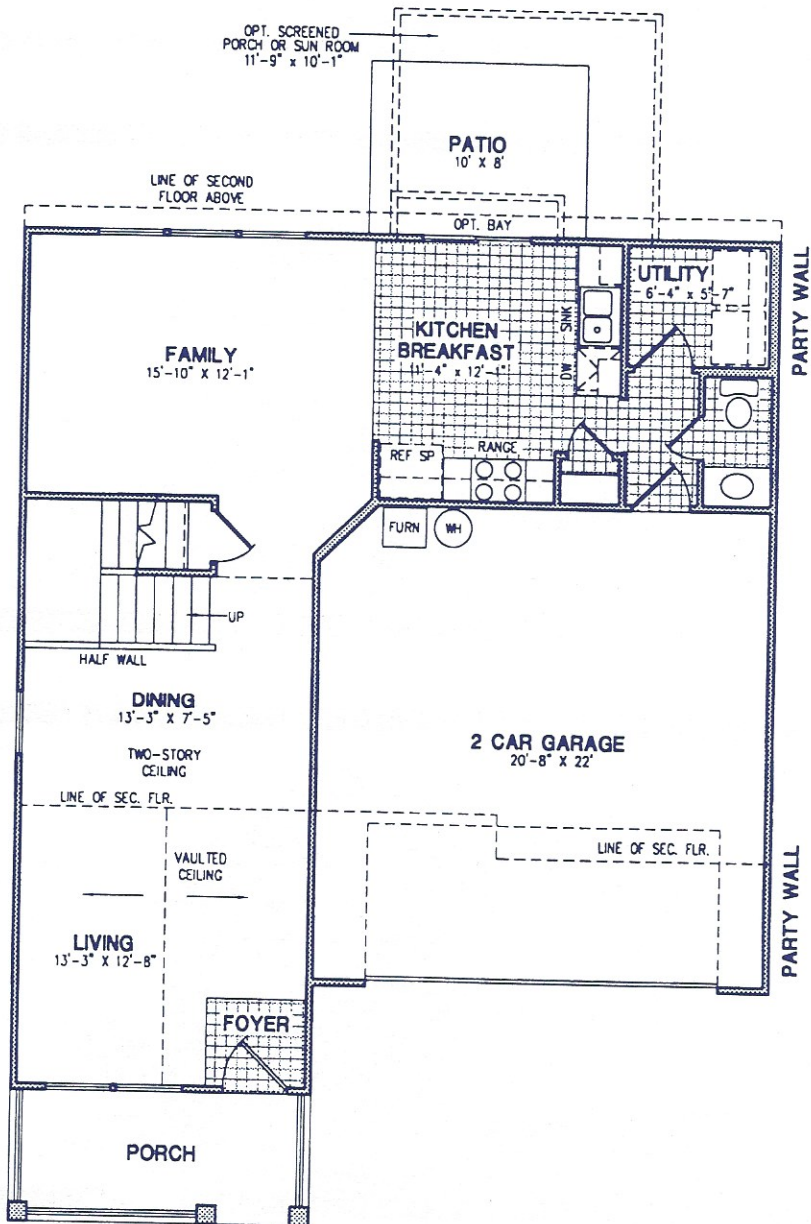 OPT. SCREENED
PORCH OR SUN ROOM
11'-9" x 10'-1"
PATIO
10' X 8'
LINE OF SECOND
FLOOR ABOVE
OPT. BAY
UTILITY
6'-4" x 5'-7"
PARTY WALL
SINK
KITCHEN
BREAKFAST
11'-4" x 12'-1"
DW
FAMILY
15'-10" X 12'-1"
REF SP
RANGE
FURN
WH
UP
HALF WALL
DINING
13'-3" X 7'-5"
TWO-STORY
CEILING
2 CAR GARAGE
20'-8" X 22'
LINE OF SEC. FLR.
LINE OF SEC. FLR.
VAULTED
CEILING
PARTY WALL
LIVING
13'-3" X 12'-8"
FOYER
PORCH